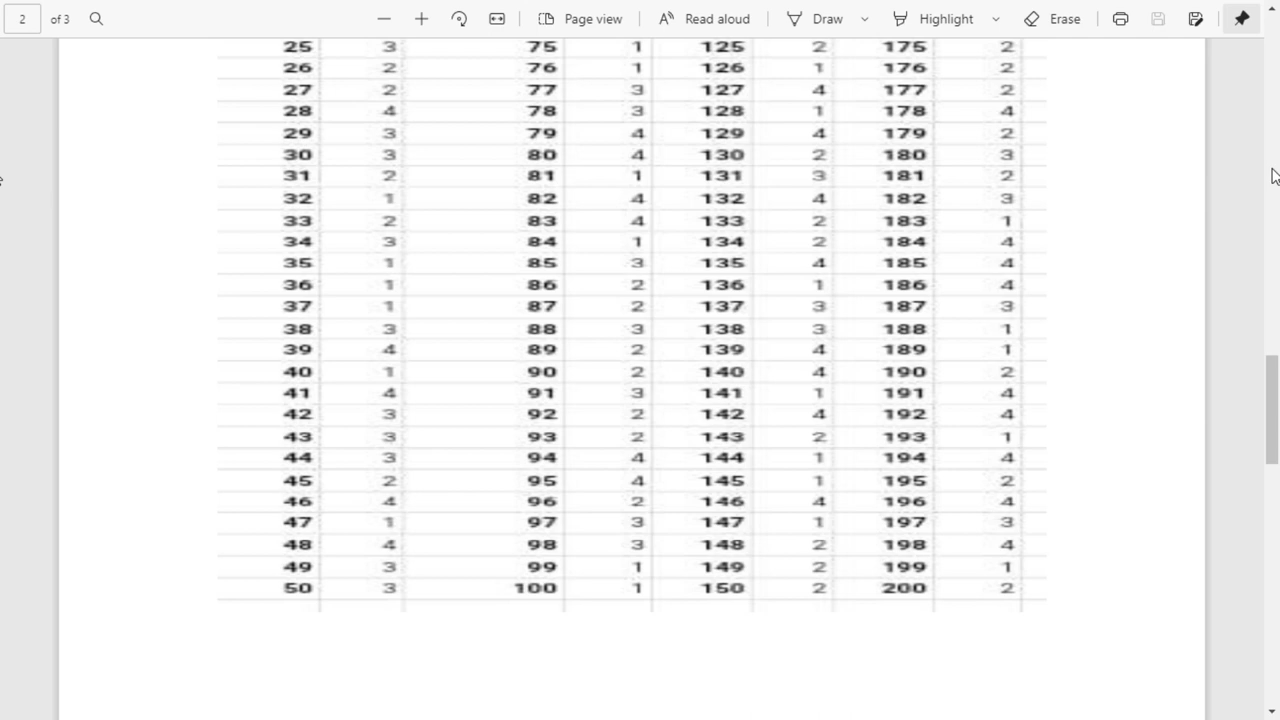 2 of 3 Page view Read aloud Draw Highlight Erase
25 3 75 1 125 2 175 2
26 2 76 1 126 1 176 2
27 2 77 3 127 4 177 2
28 4 78 3 128 1 178 4
29 3 79 4 129 4 179 2
30 3 80 4 130 2 180 3
31 2 81 1 131 3 181 2
32 1 82 4 132 4 182 3
33 2 83 4 133 2 183 1
34 3 84 1 134 2 184 4
35 1 85 3 135 4 185 4
36 1 86 2 136 1 186 4
37 1 87 2 137 3 187 3
38 3 88 3 138 3 188 1
39 4 89 2 139 4 189 1
40 1 90 2 140 4 190 2
41 4 91 3 141 1 191 4
42 3 92 2 142 4 192 4
43 3 93 2 143 2 193 1
44 3 94 4 144 1 194 4
45 2 95 4 145 1 195 2
46 4 96 2 146 4 196 4
47 1 97 3 147 1 197 3
48 4 98 3 148 2 198 4
49 3 99 1 149 2 199 1
50 3 100 1 150 2 200 2